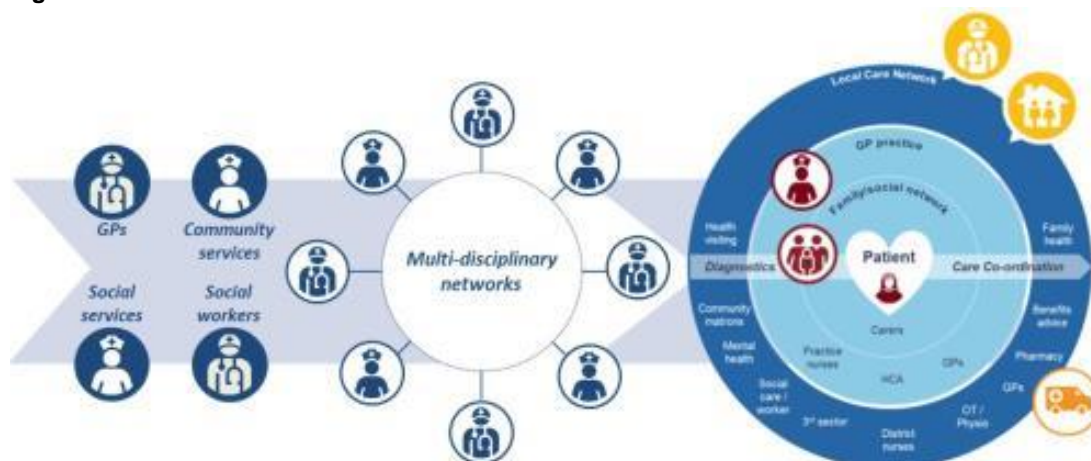 GPs
Community
services
Social
services
Social
workers
Multi-disciplinary
networks
Local Care Network
GP practice
Family/social network
Patient
Carers
Diagnostics
Care Co-ordination
Health
visiting
Community
matrons
Mental
health
Social
care /
worker
3rd sector
District
nurses
OT /
Physio
GPs
Pharmacy
Benefits
advice
Family
health
Practice
nurses
HCA
GPs